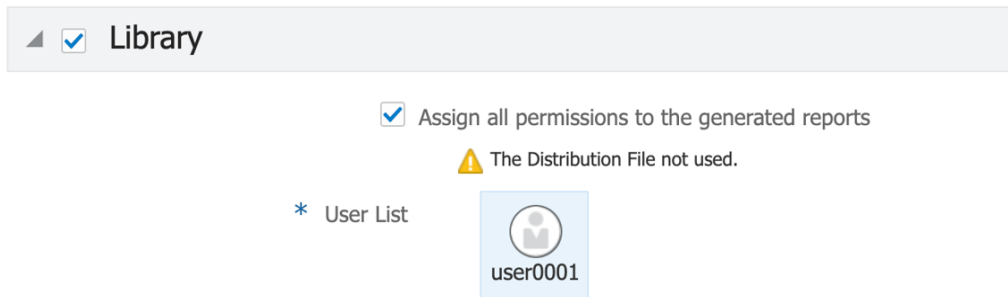 Library
Assign all permissions to the generated reports
The Distribution File not used.
* User List
user0001